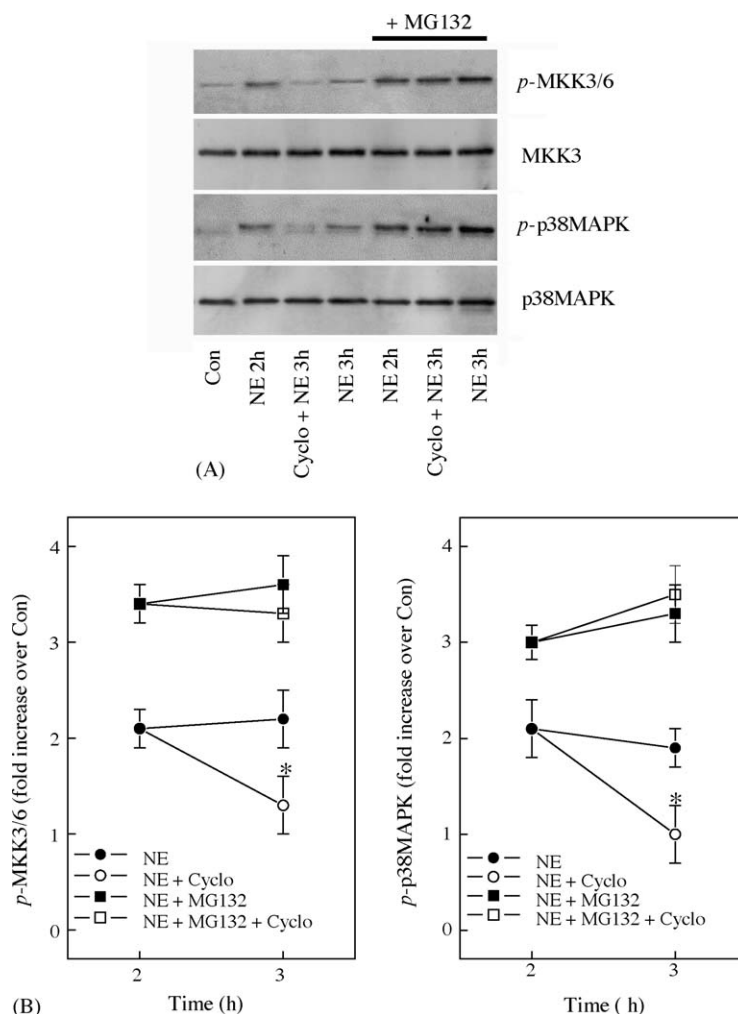 + MG132
(A)
p-MKK3/6
MKK3
p-p38MAPK
p38MAPK
Con
NE 2h
Cyclo + NE 3h
NE 3h
NE 2h
Cyclo + NE 3h
NE 3h
(A)
p-MKK3/6 (fold increase over Con)
4
3
2
1
0
*
NE
NE + Cyclo
NE + MG132
NE + MG132 + Cyclo
2
3
Time (h)
p-p38MAPK (fold increase over Con)
4
3
2
1
0
*
NE
NE + Cyclo
NE + MG132
NE + MG132 + Cyclo
2
3
Time ( h)
(B)